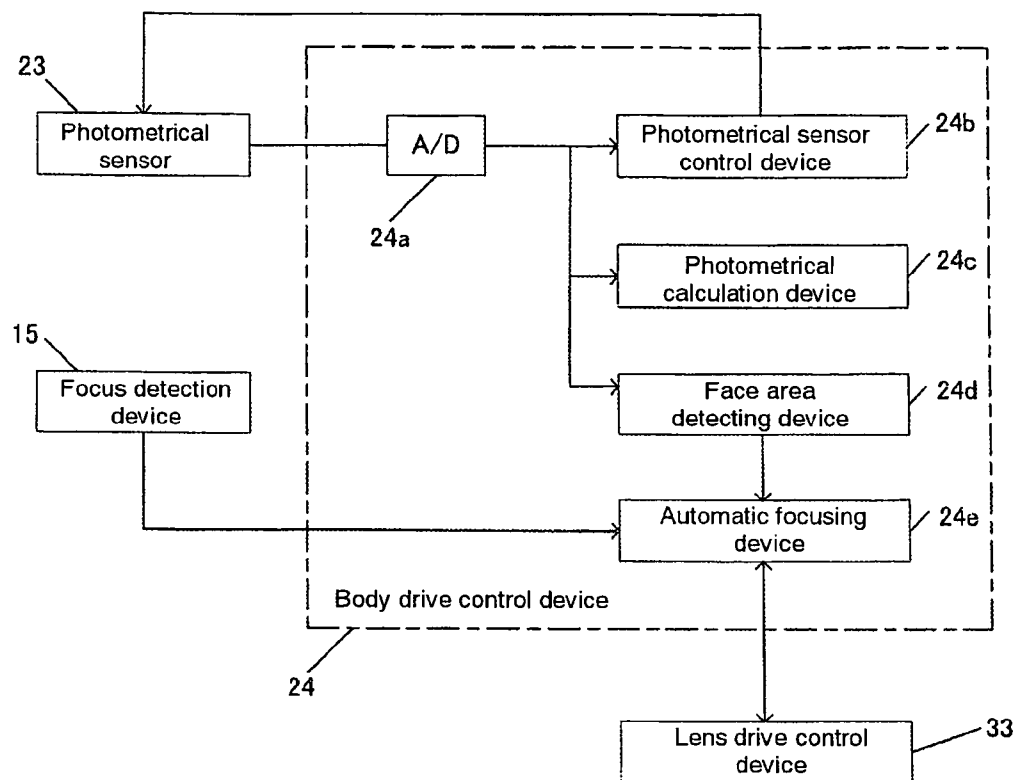 23
Photometrical
sensor
A/D
24a
Photometrical sensor
control device
24b
Photometrical
calculation device
24c
15
Focus detection
device
Face area
detecting device
24d
Automatic focusing
device
24e
Body drive control device
24
Lens drive control
device
33